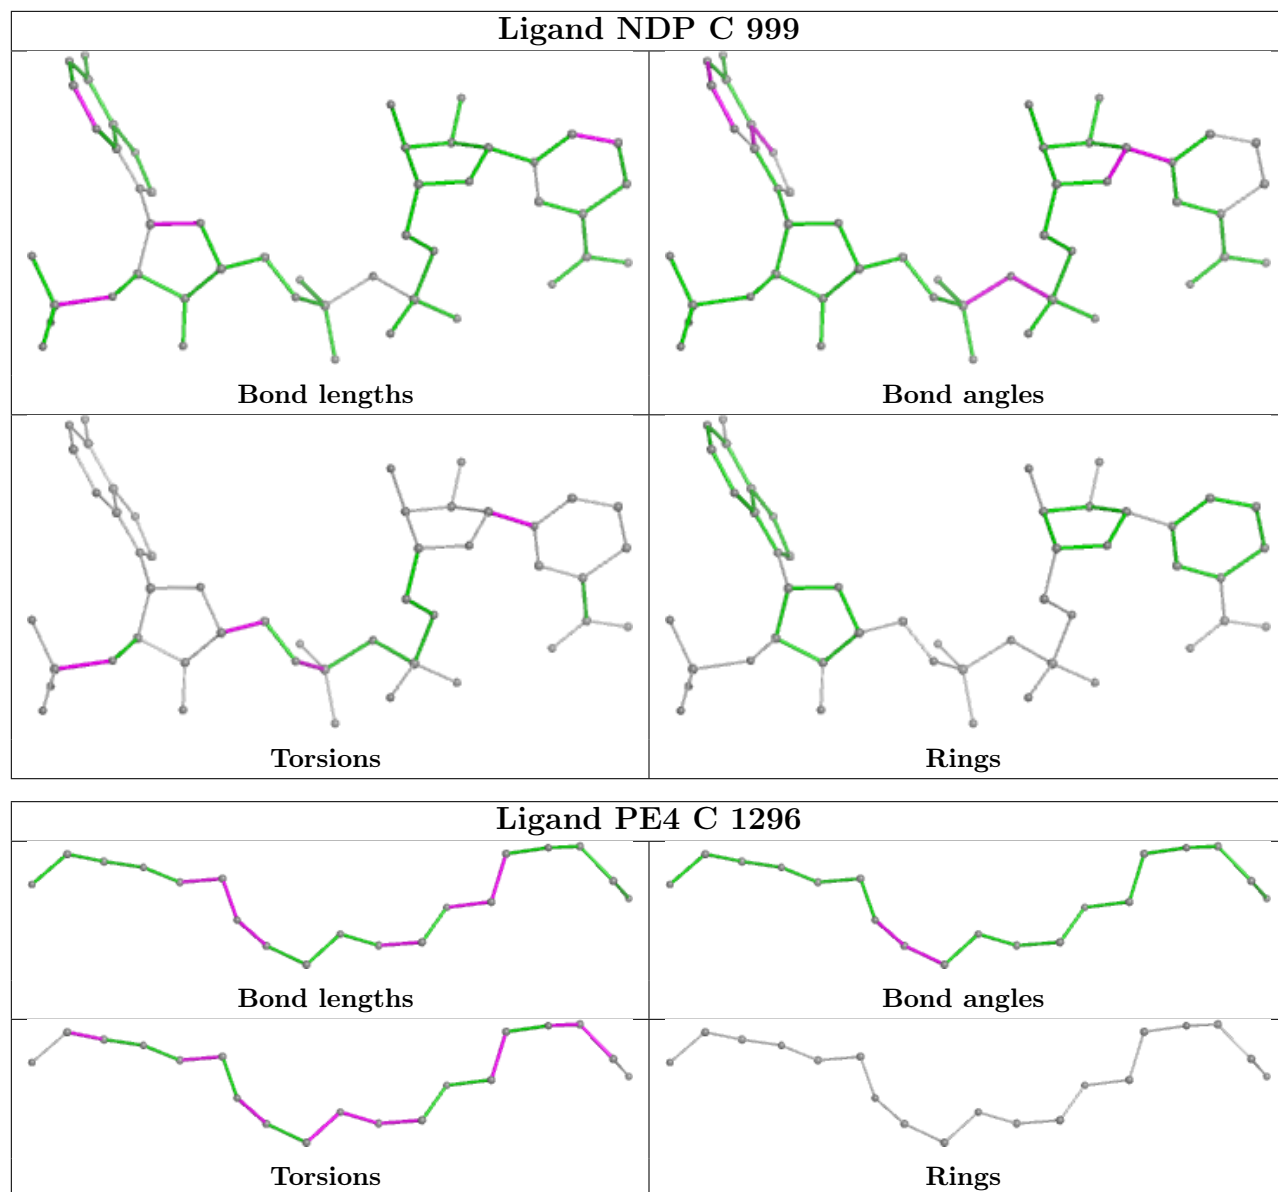 Ligand NDP C 999
Bond lengths
Bond angles
Torsions
Rings
Ligand PE4 C 1296
Bond lengths
Bond angles
Torsions
Rings